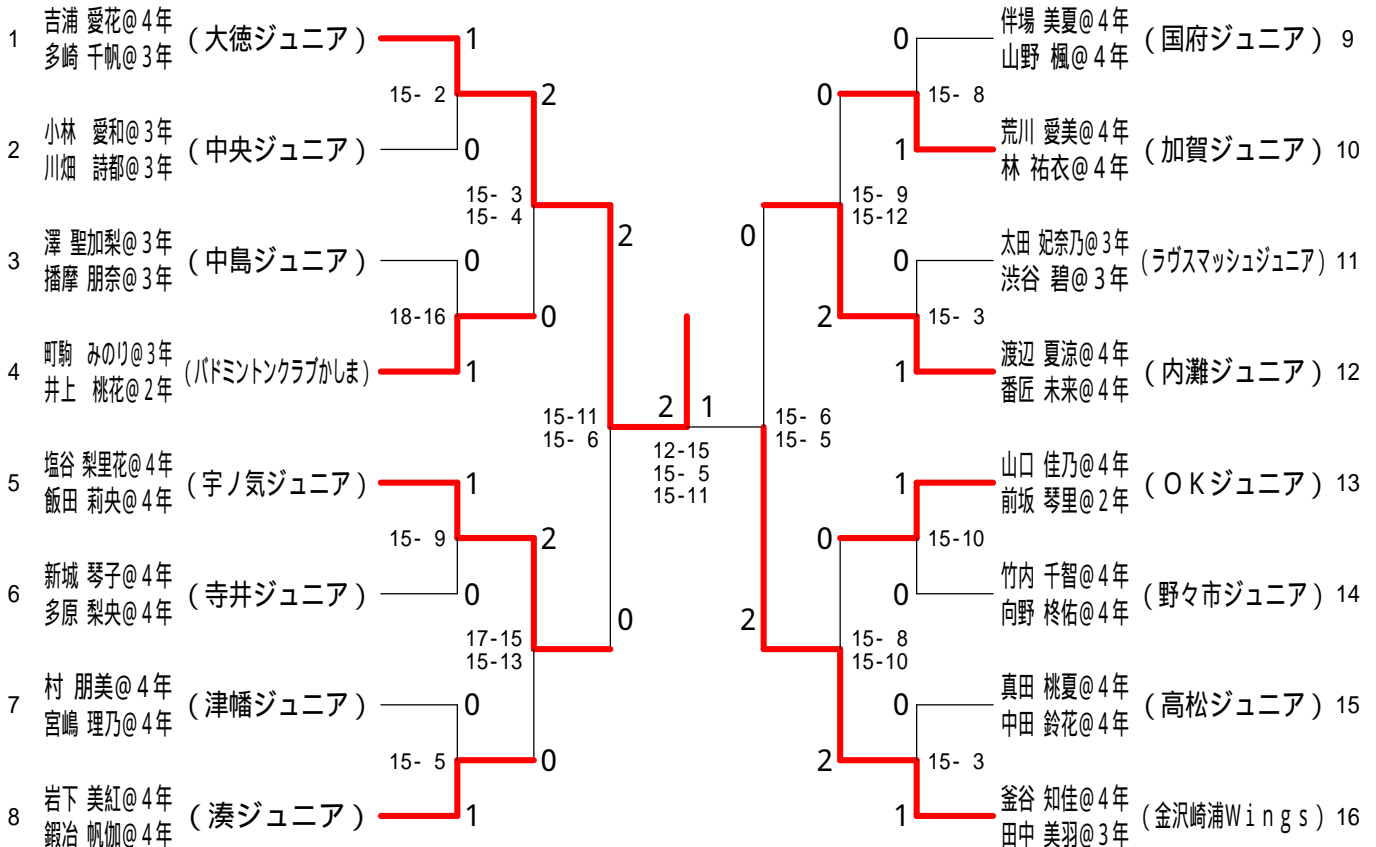 1 吉浦 愛花@4年 (大徳ジュニア) 1
多崎 千帆@3年
15- 2 2
2 小林 愛和@3年 (中央ジュニア) 0
川畑 詩都@3年
15- 3
15- 4 2
3 澤 聖加梨@3年 (中島ジュニア) 0
播摩 朋奈@3年
18-16 0
4 町駒 みのり@3年 (バドミントンクラブかしま) 1
井上 桃花@2年
15-11
15- 6
5 塩谷 梨里花@4年 (宇ノ気ジュニア) 1
飯田 莉央@4年
15- 9 2
6 新城 琴子@4年 (寺井ジュニア) 0
多原 梨央@4年
17-15
15-13 0
7 村 朋美@4年 (津幡ジュニア) 0
宮嶋 理乃@4年
15- 5 0
8 岩下 美紅@4年 (湊ジュニア) 1
鍜冶 帆伽@4年
2 1
12-15
15- 5
15-11
0 伴場 美夏@4年 (国府ジュニア) 9
山野 楓@4年
0 15- 8
1 荒川 愛美@4年 (加賀ジュニア) 10
林 祐衣@4年
15- 9
15-12
0
0 太田 妃奈乃@3年 (ラヴスマッシュジュニア) 11
渋谷 碧@3年
2 15- 3
1 渡辺 夏涼@4年 (内灘ジュニア) 12
番匠 未来@4年
15- 6
15- 5
1 山口 佳乃@4年 (OKジュニア) 13
前坂 琴里@2年
0 15-10
0 竹内 千智@4年 (野々市ジュニア) 14
向野 柊佑@4年
2
15- 8
15-10
0 真田 桃夏@4年 (高松ジュニア) 15
中田 鈴花@4年
2 15- 3
1 釜谷 知佳@4年 (金沢崎浦Wings) 16
田中 美羽@3年